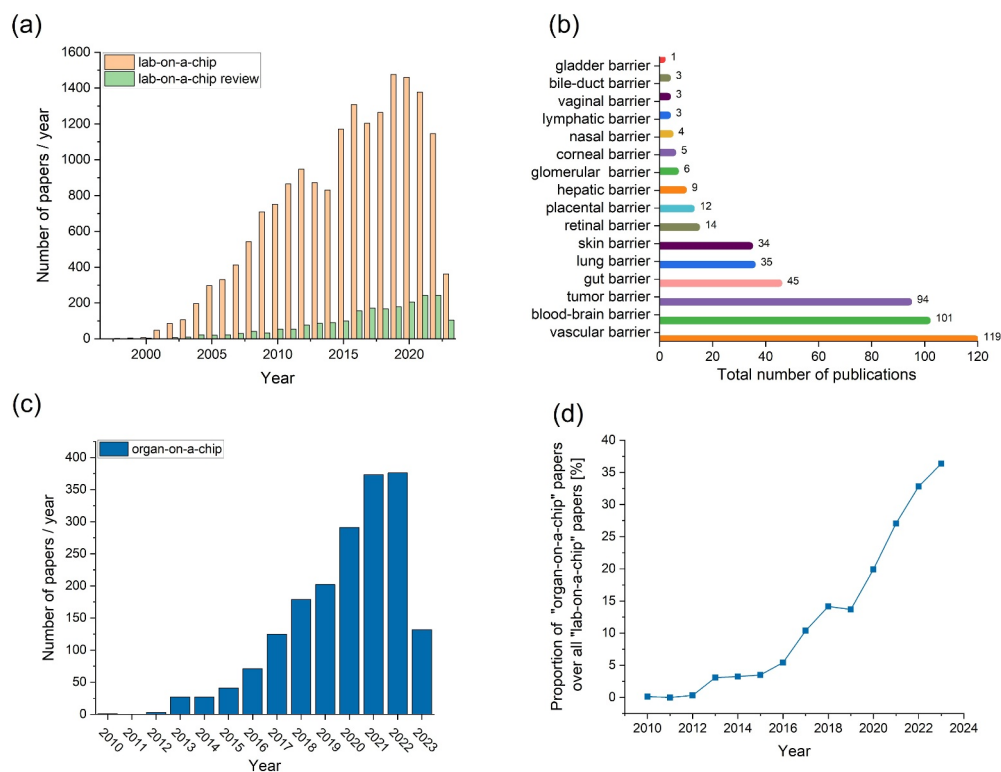 (a)
lab-on-a-chip
lab-on-a-chip review
Number of papers / year
1600
1400
1200
1000
800
600
400
200
0
2000
2005
2010
2015
2020
Year
(b)
gladder barrier
1
bile-duct barrier
3
vaginal barrier
3
lymphatic barrier
3
nasal barrier
4
corneal barrier
5
glomerular barrier
6
hepatic barrier
9
placental barrier
12
retinal barrier
14
skin barrier
34
lung barrier
35
gut barrier
45
tumor barrier
94
blood-brain barrier
101
vascular barrier
119
0
20
40
60
80
100
120
Total number of publications
(c)
organ-on-a-chip
Number of papers / year
400
350
300
250
200
150
100
50
0
2010
2011
2012
2013
2014
2015
2016
2017
2018
2019
2020
2021
2022
2023
Year
(d)
Proportion of "organ-on-a-chip" papers
over all "lab-on-a-chip" papers [%]
40
35
30
25
20
15
10
5
0
2010
2012
2014
2016
2018
2020
2022
2024
Year